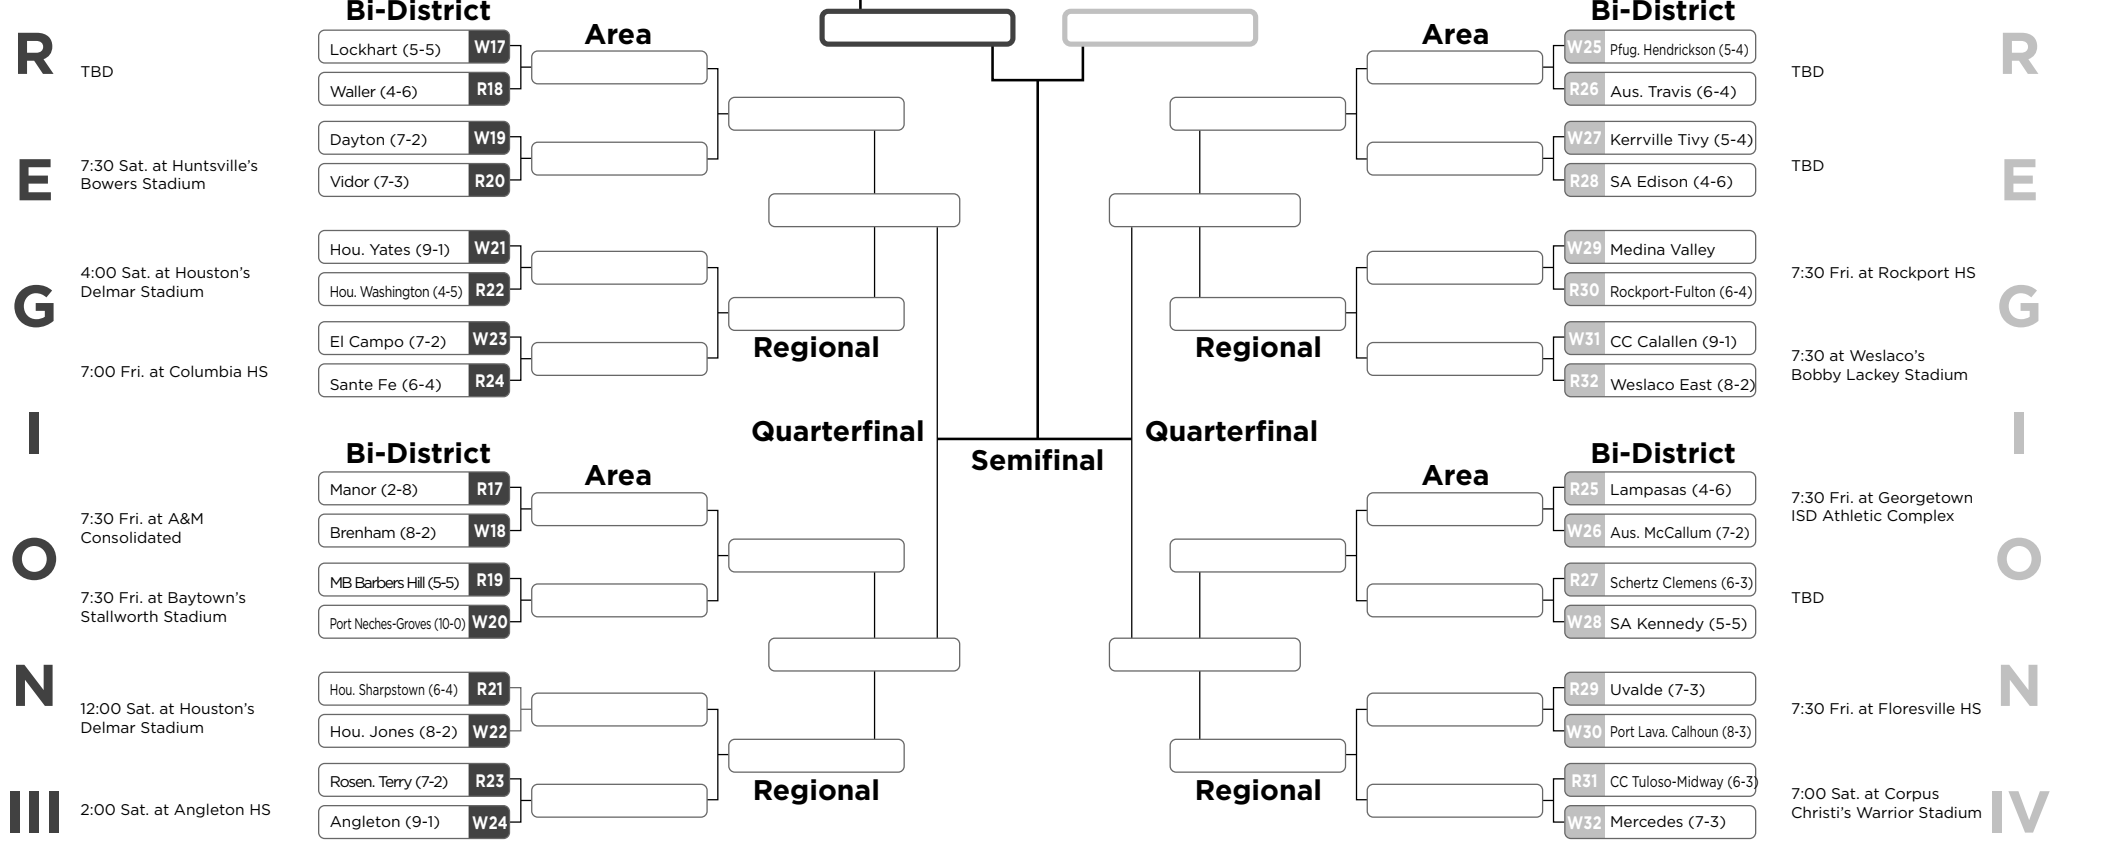 Bi-District
Area
R
E
G
I
O
N
III
TBD
Lockhart (5-5) W17
Waller (4-6) R18
7:30 Sat. at Huntsville's
Bowers Stadium
Dayton (7-2) W19
Vidor (7-3) R20
4:00 Sat. at Houston's
Delmar Stadium
Hou. Yates (9-1) W21
Hou. Washington (4-5) R22
7:00 Fri. at Columbia HS
El Campo (7-2) W23
Sante Fe (6-4) R24
Regional
Quarterfinal
Bi-District
Area
7:30 Fri. at A&M
Consolidated
Manor (2-8) R17
Brenham (8-2) W18
7:30 Fri. at Baytown's
Stallworth Stadium
MB Barbers Hill (5-5) R19
Port Neches-Groves (10-0) W20
12:00 Sat. at Houston's
Delmar Stadium
Hou. Sharpstown (6-4) R21
Hou. Jones (8-2) W22
2:00 Sat. at Angleton HS
Rosen. Terry (7-2) R23
Angleton (9-1) W24
Regional
Semifinal
Area
Bi-District
W25 Pfug. Hendrickson (5-4)
R26 Aus. Travis (6-4)
TBD
W27 Kerrville Tivy (5-4)
R28 SA Edison (4-6)
TBD
W29 Medina Valley
R30 Rockport-Fulton (6-4)
7:30 Fri. at Rockport HS
W31 CC Calallen (9-1)
R32 Weslaco East (8-2)
7:30 at Weslaco's
Bobby Lackey Stadium
Regional
Quarterfinal
Area
Bi-District
R25 Lampasas (4-6)
W26 Aus. McCallum (7-2)
7:30 Fri. at Georgetown
ISD Athletic Complex
R27 Schertz Clemens (6-3)
W28 SA Kennedy (5-5)
TBD
R29 Uvalde (7-3)
W30 Port Lava. Calhoun (8-3)
7:30 Fri. at Floresville HS
R31 CC Tuloso-Midway (6-3)
W32 Mercedes (7-3)
7:00 Sat. at Corpus
Christi's Warrior Stadium
Regional
R
E
G
I
O
N
IV